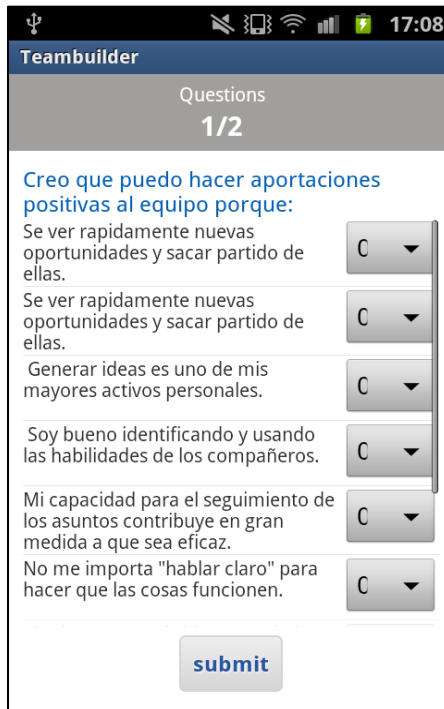 17:08
Teambuilder
Questions
1/2
Creo que puedo hacer aportaciones
positivas al equipo porque:
Se ver rapidamente nuevas
oportunidades y sacar partido de
ellas.
0
Se ver rapidamente nuevas
oportunidades y sacar partido de
ellas.
0
Generar ideas es uno de mis
mayores activos personales.
0
Soy bueno identificando y usando
las habilidades de los compañeros.
0
Mi capacidad para el seguimiento de
los asuntos contribuye en gran
medida a que sea eficaz.
0
No me importa "hablar claro" para
hacer que las cosas funcionen.
0
submit